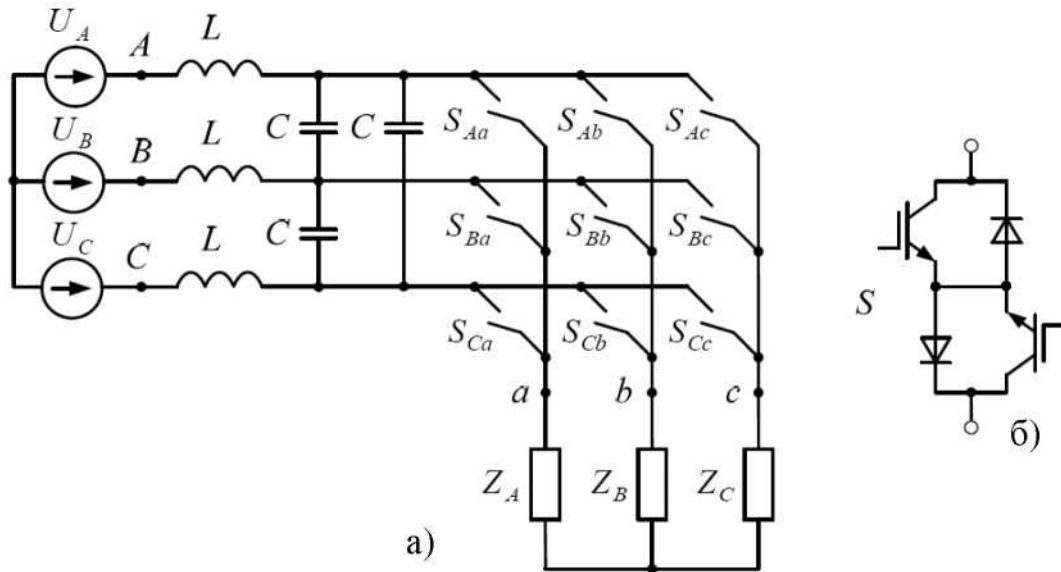 U_A A L
C C S_Aa S_Ab S_Ac
U_B B L
C S_Ba S_Bb S_Bc
U_C C L
S_Ca S_Cb S_Cc
S
a b c
Z_A Z_B Z_C
а)
б)